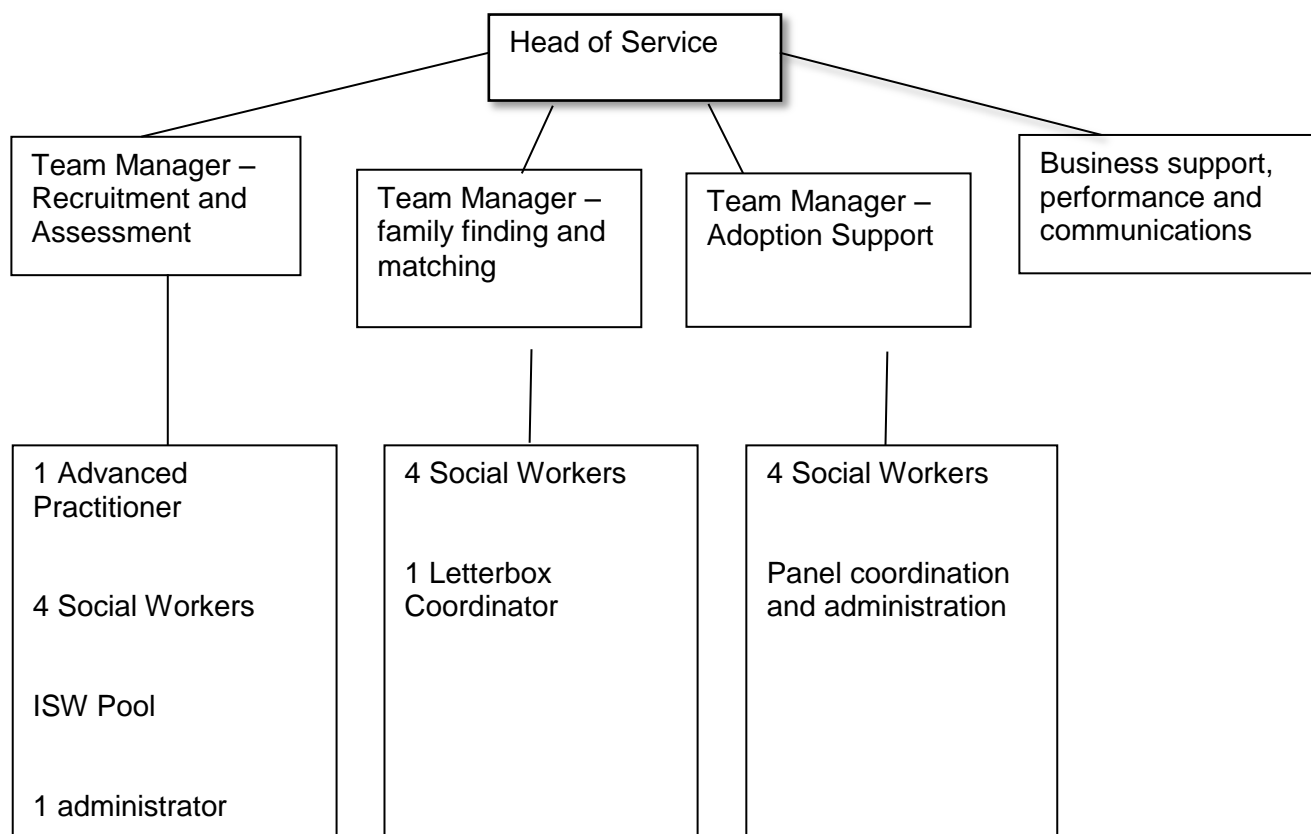 Head of Service
Team Manager –
Recruitment and
Assessment
Team Manager –
family finding and
matching
Team Manager –
Adoption Support
Business support,
performance and
communications
1 Advanced
Practitioner
4 Social Workers
ISW Pool
1 administrator
4 Social Workers
1 Letterbox
Coordinator
4 Social Workers
Panel coordination
and administration